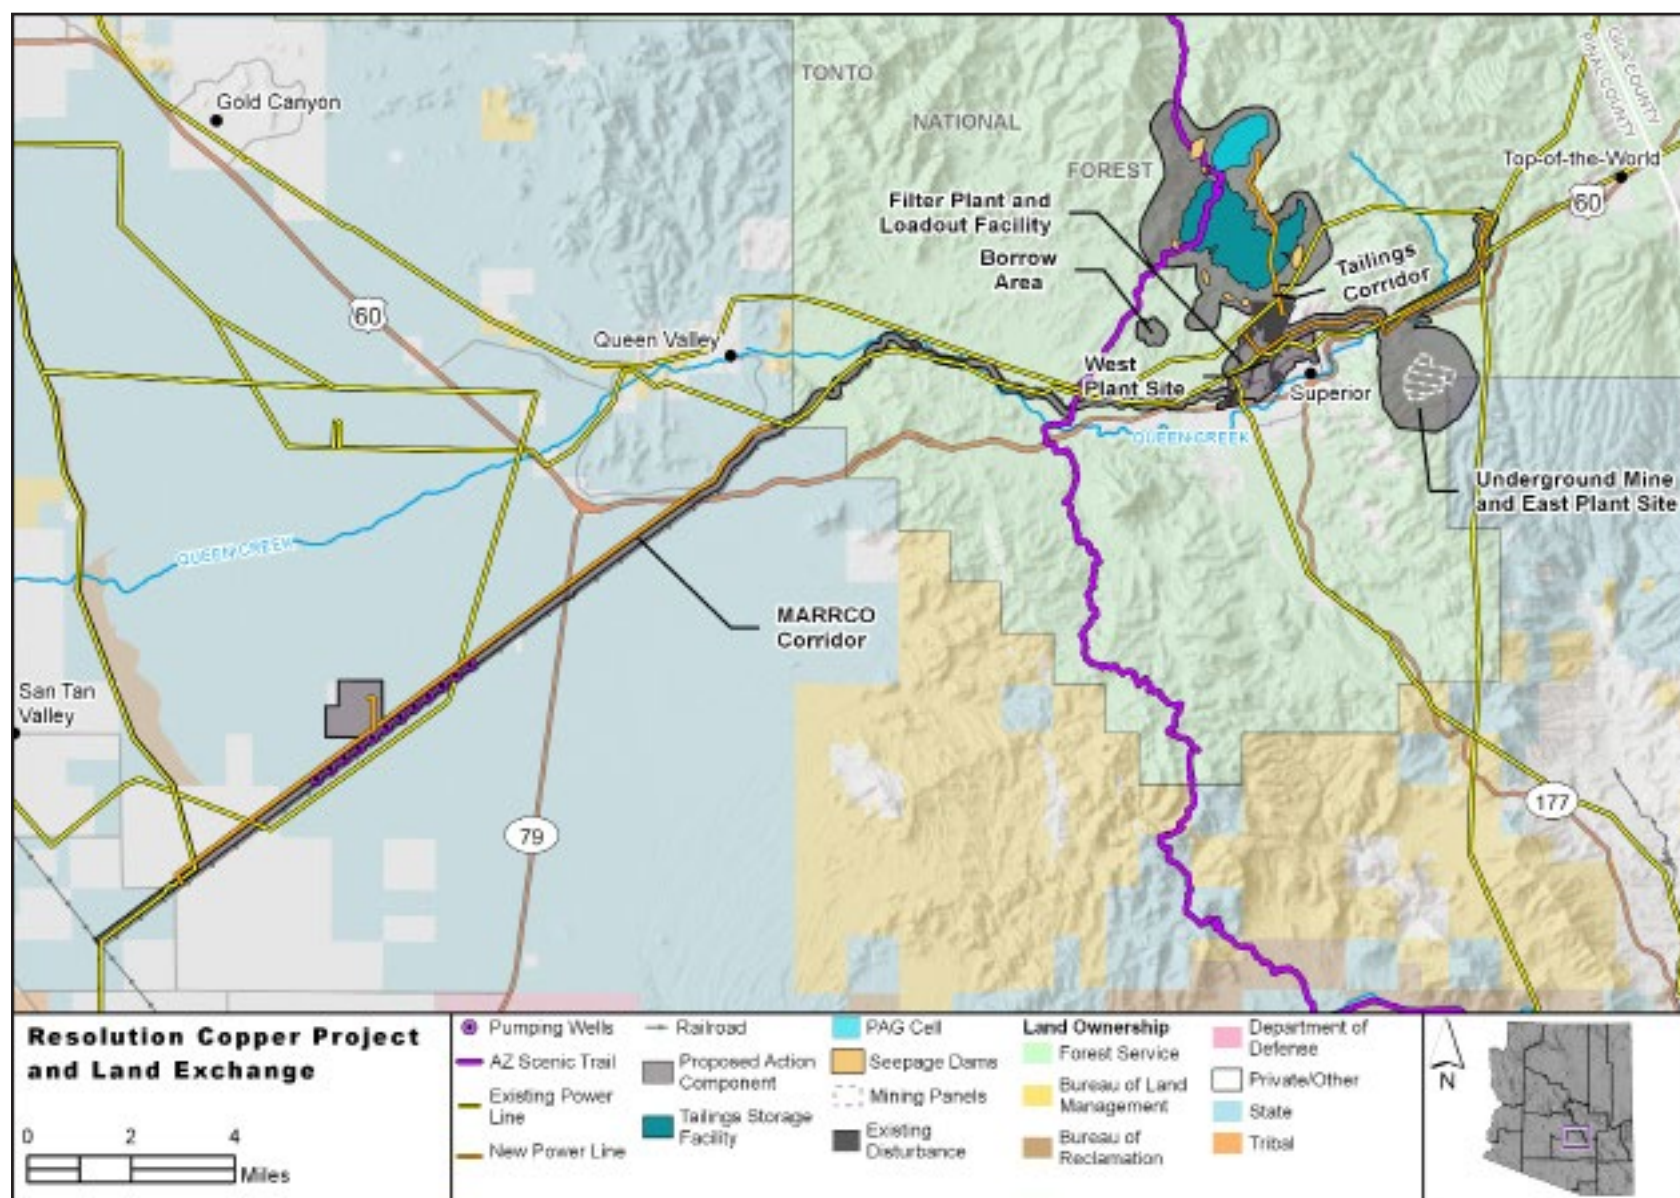 TONTO
NATIONAL
FOREST
GILA COUNTY
PINAL COUNTY
Gold Canyon
Top-of-the-World
60
Filter Plant and
Loadout Facility
Borrow
Area
Tailings
Corridor
60
Queen Valley
West
Plant Site
Superior
QUEEN CREEK
Underground Mine
and East Plant Site
QUEEN CREEK
MARRCO
Corridor
San Tan
Valley
177
79
Resolution Copper Project
and Land Exchange
0 2 4
Miles
Pumping Wells
AZ Scenic Trail
Existing Power
Line
New Power Line
Railroad
Proposed Action
Component
Tailings Storage
Facility
PAG Cell
Seepage Dams
Mining Panels
Existing
Disturbance
Land Ownership
Forest Service
Bureau of Land
Management
Bureau of
Reclamation
Department of
Defense
Private/Other
State
Tribal
N